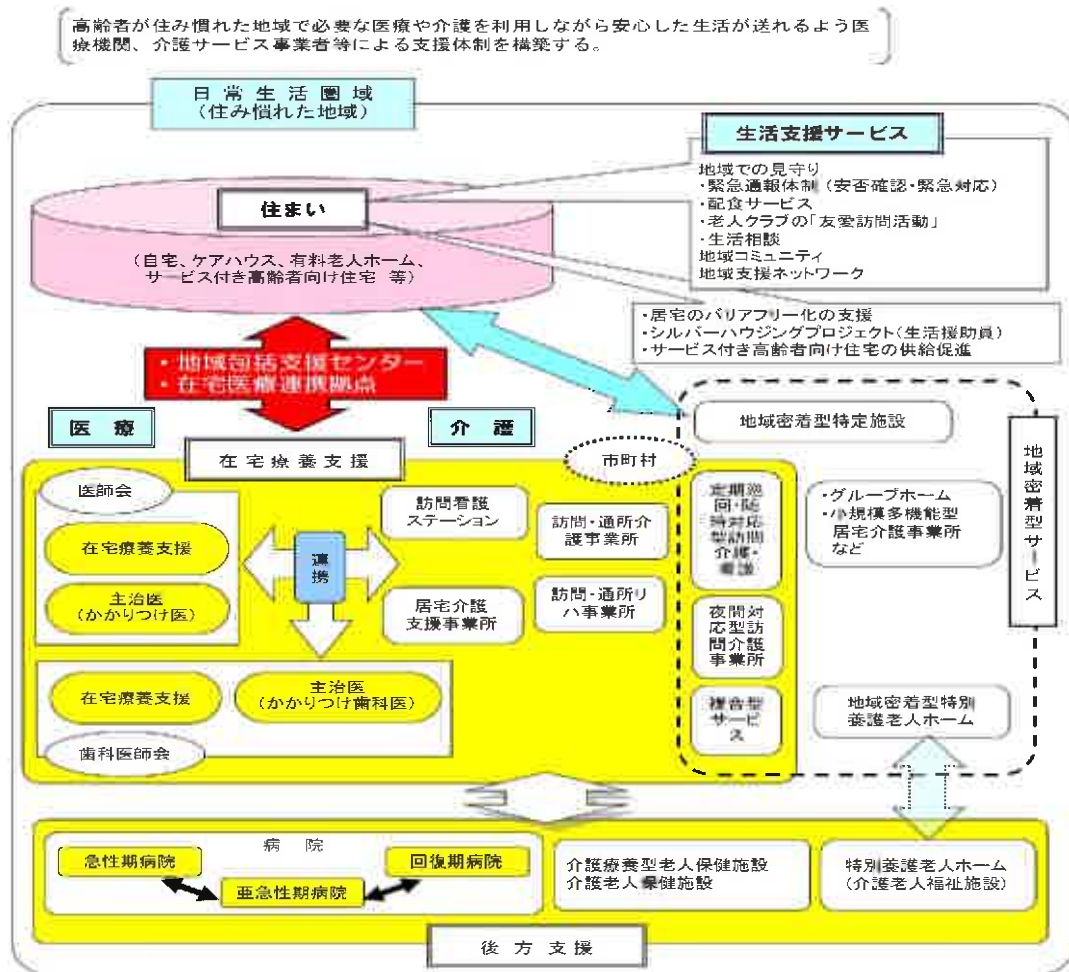 高齢者が住み慣れた地域で必要な医療や介護を利用しながら安心した生活が送れるよう医
療機関、介護サービス事業者等による支援体制を構築する。
日常生活圏域
（住み慣れた地域）
生活支援サービス
地域での見守り
・緊急通報体制（安否確認・緊急対応）
・配食サービス
・老人クラブの「友愛訪問活動」
・生活相談
地域コミュニティ
地域支援ネットワーク
住まい
（自宅、ケアハウス、有料老人ホーム、
サービス付き高齢者向け住宅 等）
・居宅のバリアフリー化の支援
・シルバーハウジングプロジェクト（生活援助員）
・サービス付き高齢者向け住宅の供給促進
・地域包括支援センター
・在宅医療連携拠点
医療
介護
在宅療養支援
市町村
地域密着型特定施設
地域密着型サービス
医師会
在宅療養支援
主治医
（かかりつけ医）
連携
訪問看護
ステーション
訪問・通所介
護事業所
居宅介護
支援事業所
訪問・通所リ
ハ事業所
定期巡
回・随
時対応
型訪問
介護・
看護
・グループホーム
・小規模多機能型
居宅介護事業所
など
夜間対
応型訪
問介護
事業所
複合型
サービ
ス
地域密着型特別
養護老人ホーム
在宅療養支援
主治医
（かかりつけ歯科医）
歯科医師会
病院
急性期病院
回復期病院
亜急性期病院
介護療養型老人保健施設
介護老人保健施設
特別養護老人ホーム
（介護老人福祉施設）
後方支援